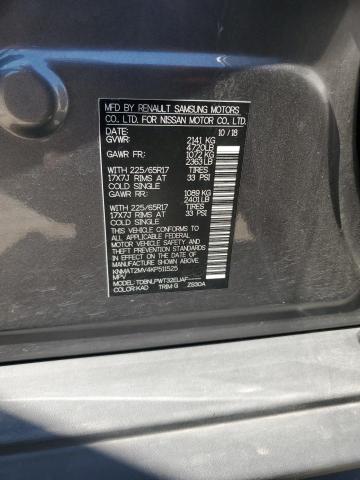 MFD BY RENAULT SAMSUNG MOTORS
CO. LTD. FOR NISSAN MOTOR CO., LTD.
DATE: 10/18
GVWR: 2141 KG
4720LB
GAWR FR: 1072 KG
2363LB
WITH 225/65R17 TIRES
17X7J RIMS AT 33 PSI
COLD SINGLE
GAWR RR: 1089 KG
2401LB
WITH 225/65R17 TIRES
17X7J RIMS AT 33 PSI
COLD SINGLE
THIS VEHICLE CONFORMS TO ALL
APPLICABLE FEDERAL MOTOR
VEHICLE SAFETY STANDARDS IN
EFFECT ON THE DATE OF
MANUFACTURE SHOWN ABOVE.
KNMAT2MV4KP511525
MPV
MODEL: TDBNLPWT32EUAF-----
COLOR:KAD TRIM:G Z630A